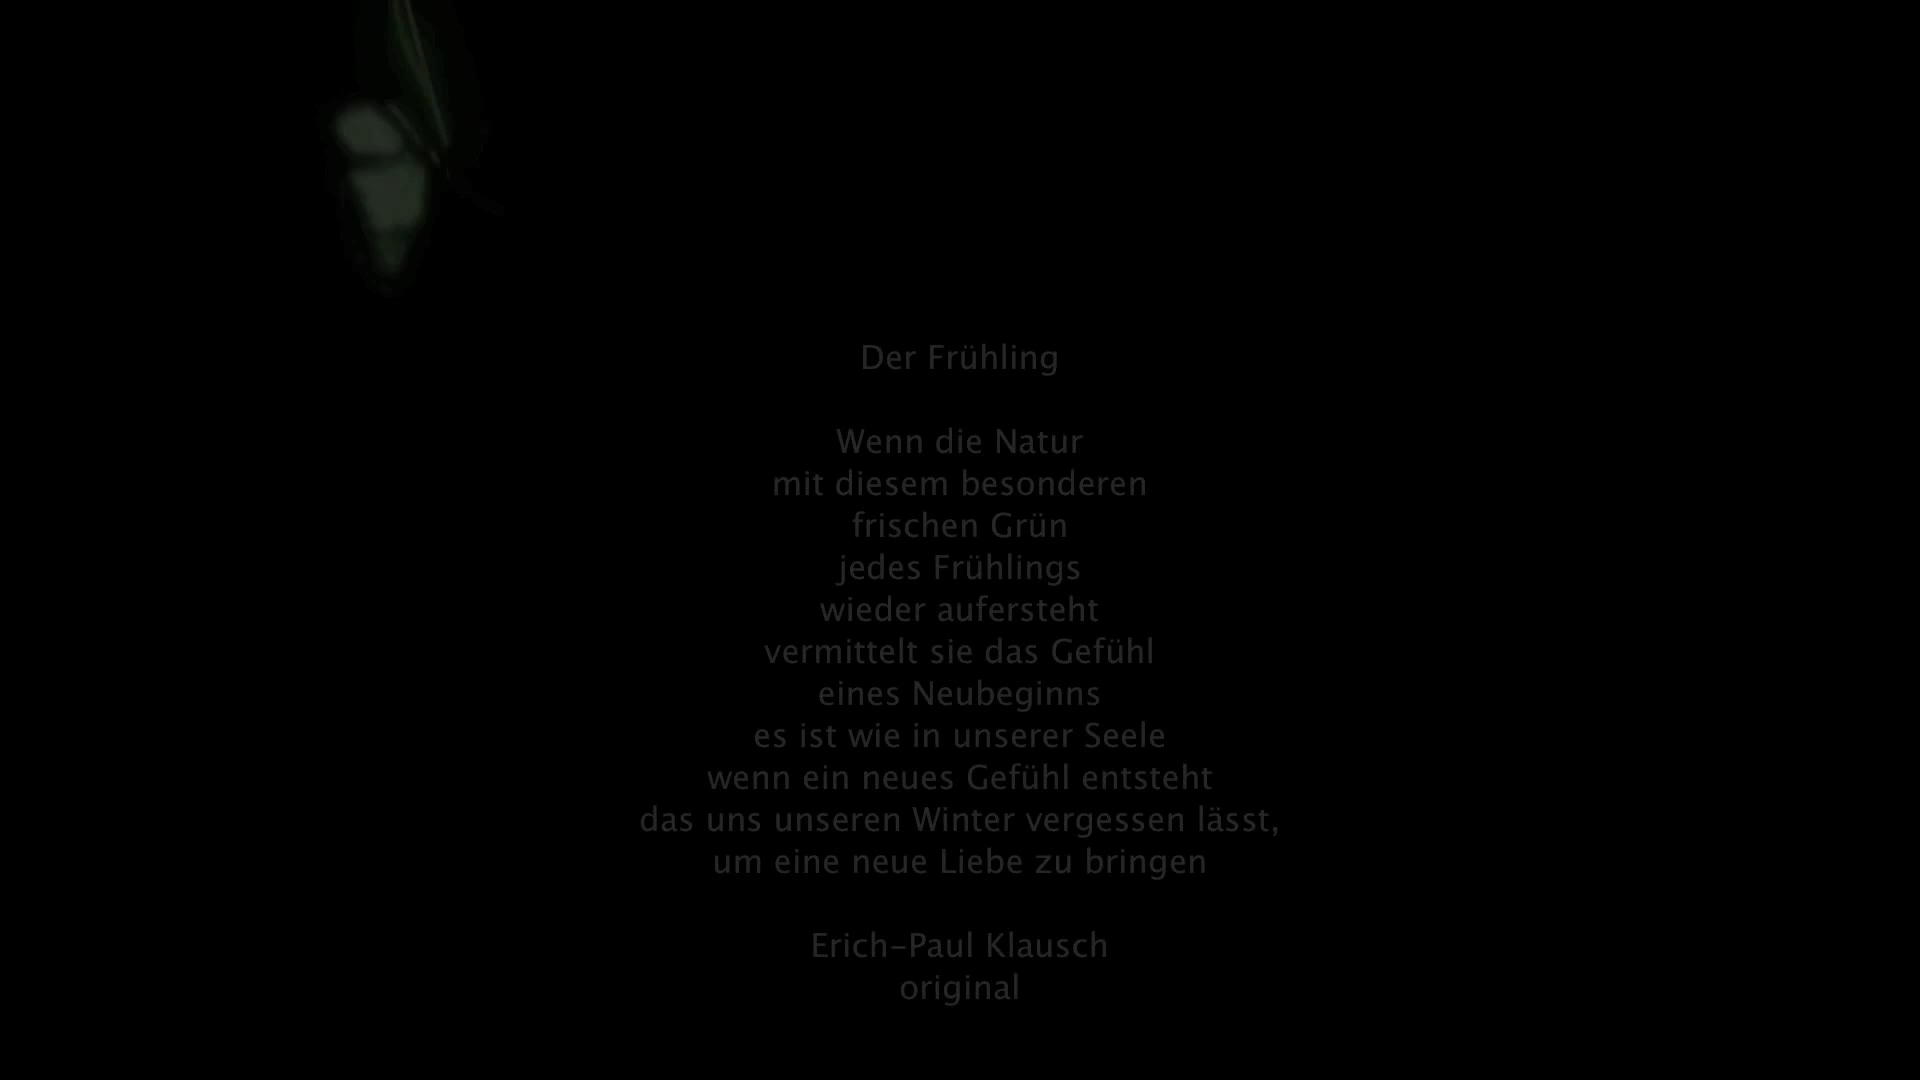 Der Frühling
Wenn die Natur
mit diesem besonderen
frischen Grün
jedes Frühlings
wieder aufersteht
vermittelt sie das Gefühl
eines Neubeginns
es ist wie in unserer Seele
wenn ein neues Gefühl entsteht
das uns unseren Winter vergessen lässt,
um eine neue Liebe zu bringen
Erich-Paul Klausch
original